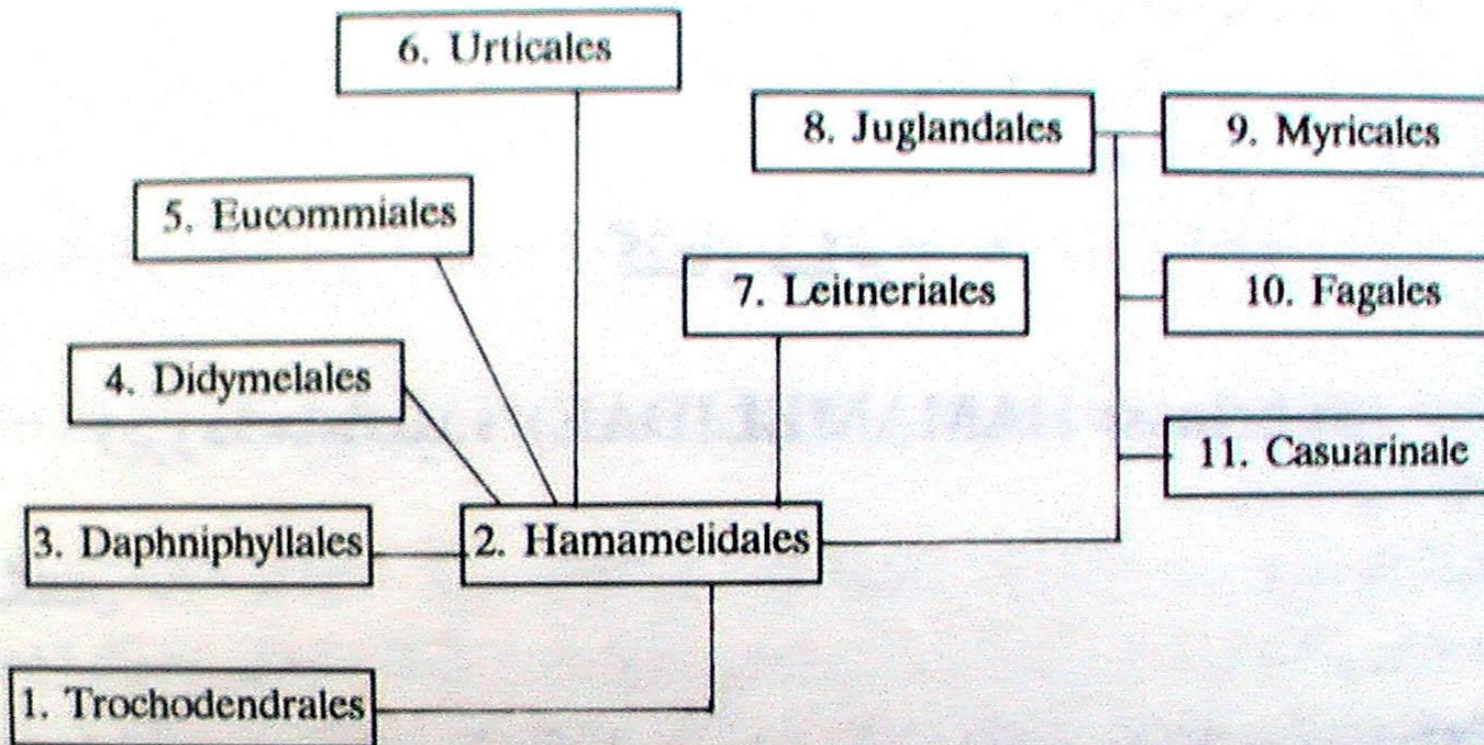 6. Urticales
8. Juglandales
9. Myricales
5. Eucommiales
7. Leitneriales
10. Fagales
4. Didymelales
11. Casuarinale
3. Daphniphyllales
2. Hamamelidales
1. Trochodendrales